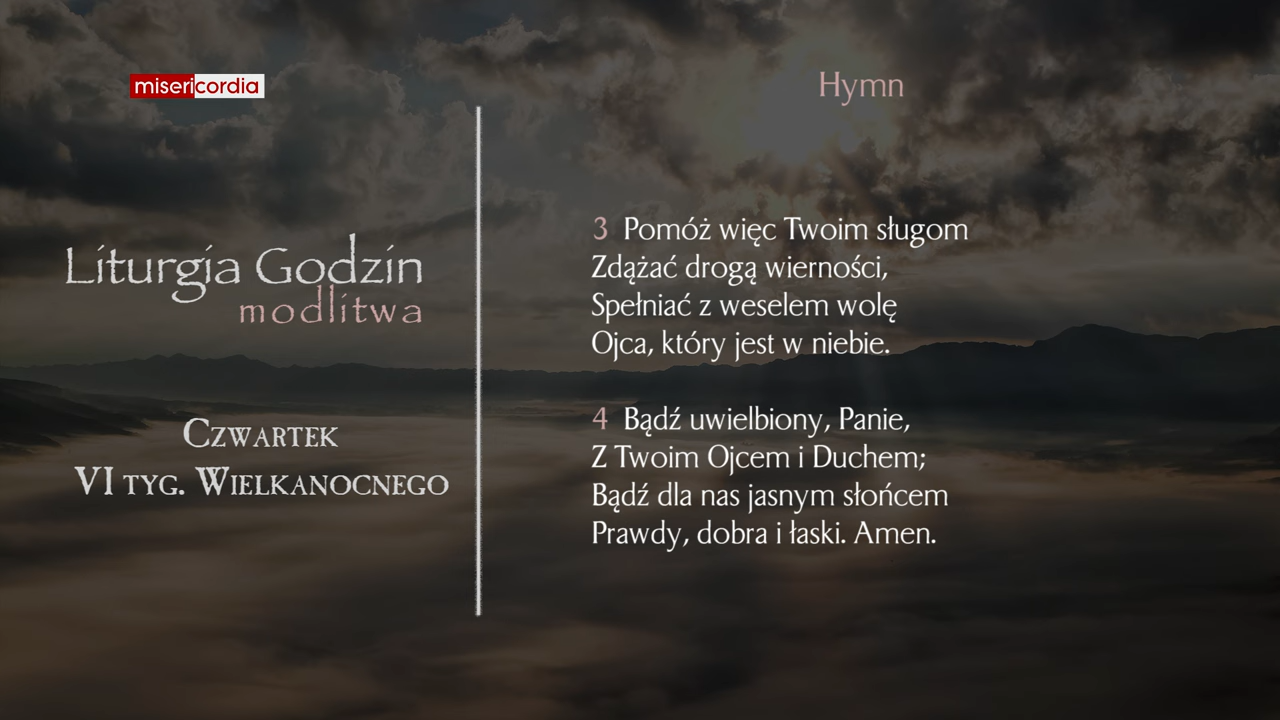 misericordia
Liturgia Godzin
modlitwa
Czwartek
VI tyg. Wielkanocnego
Hymn
3 Pomóż więc Twoim sługom
Zdążać drogą wierności,
Spełniać z weselem wolę
Ojca, który jest w niebie.
4 Bądź uwielbiony, Panie,
Z Twoim Ojcem i Duchem;
Bądź dla nas jasnym słońcem
Prawdy, dobra i łaski. Amen.